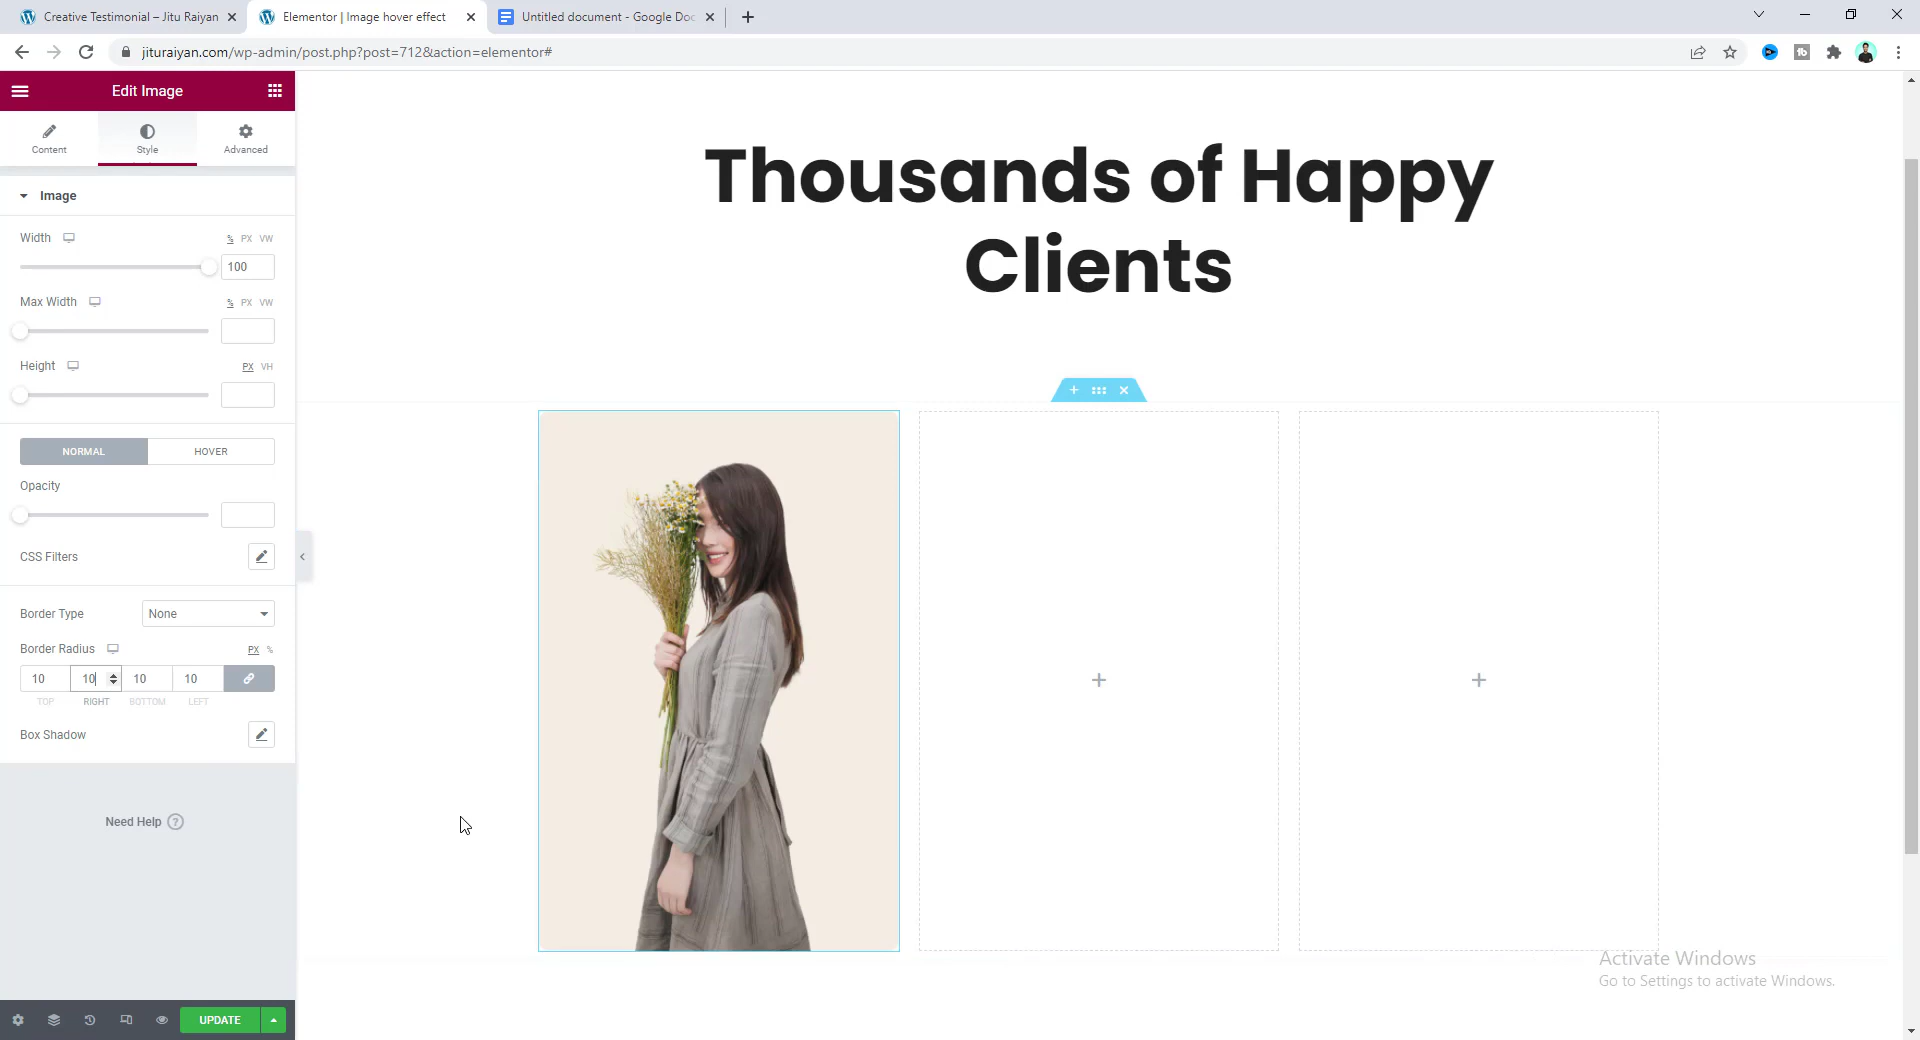 Creative Testimonial – Jitu Raiyan
Elementor | Image hover effect
Untitled document - Google Doc
jituraiyan.com/wp-admin/post.php?post=712&action=elementor#
Edit Image
Content
Style
Advanced
Image
Width
% PX VW
100
Max Width
% PX VW
Height
PX VH
NORMAL
HOVER
Opacity
CSS Filters
Border Type
None
Border Radius
PX %
10 10 10 10
TOP RIGHT BOTTOM LEFT
Box Shadow
Need Help ?
UPDATE
Thousands of Happy
Clients
Activate Windows
Go to Settings to activate Windows.